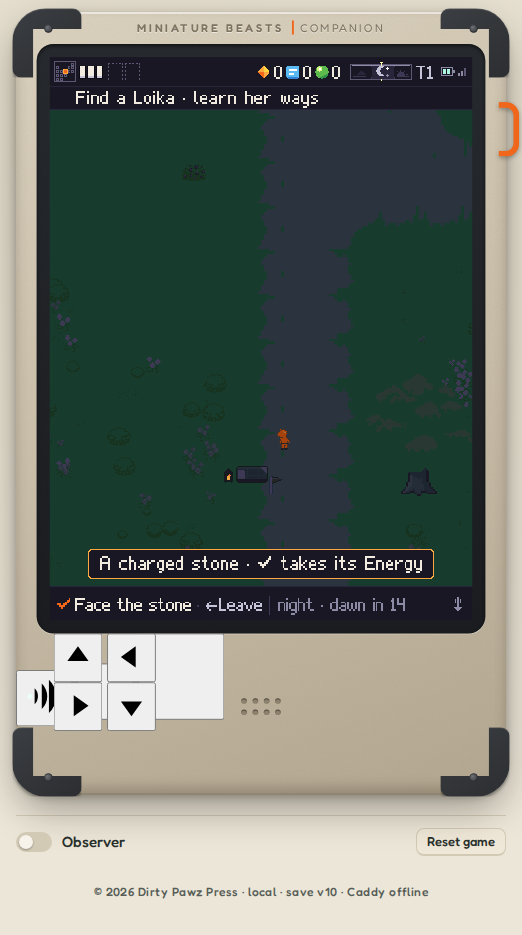 MINIATURE BEASTS | COMPANION
0 0 0 T1
Find a Loika · learn her ways
A charged stone · ✓ takes its Energy
✓ Face the stone · ←Leave | night · dawn in 14
Observer
Reset game
© 2026 Dirty Pawz Press · local · save v10 · Caddy offline